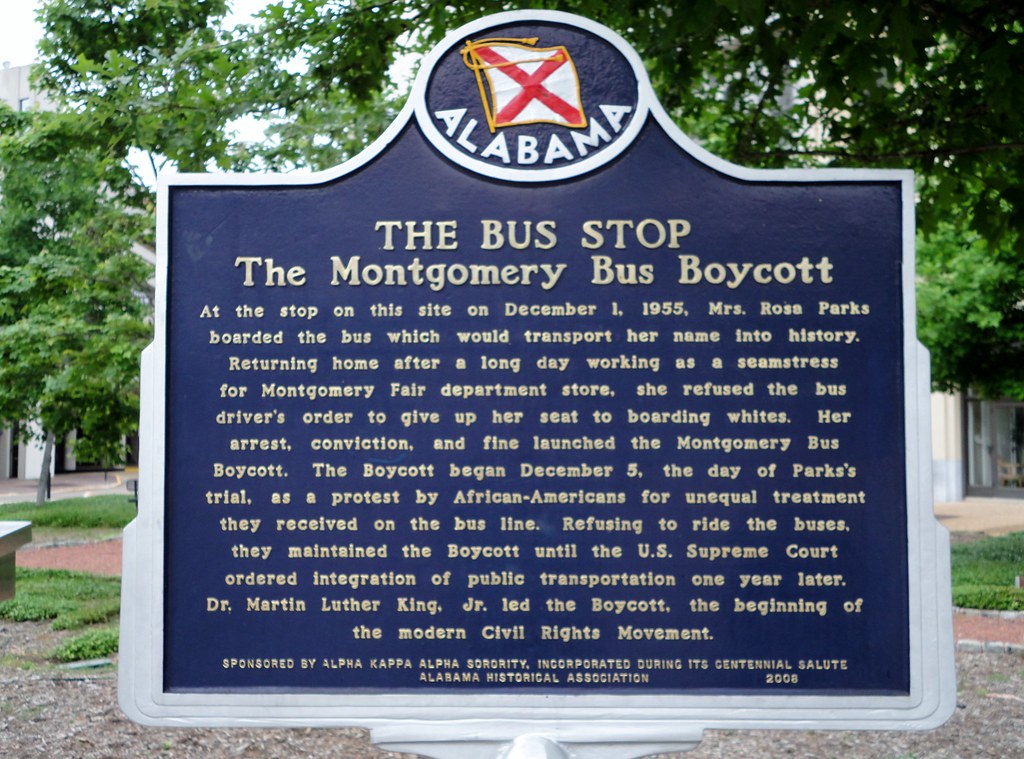 ALABAMA
THE BUS STOP
The Montgomery Bus Boycott
At the stop on this site on December 1, 1955, Mrs. Rosa Parks
boarded the bus which would transport her name into history.
Returning home after a long day working as a seamstress
for Montgomery Fair department store, she refused the bus
driver's order to give up her seat to boarding whites. Her
arrest, conviction, and fine launched the Montgomery Bus
Boycott. The Boycott began December 5, the day of Parks's
trial, as a protest by African-Americans for unequal treatment
they received on the bus line. Refusing to ride the buses,
they maintained the Boycott until the U.S. Supreme Court
ordered integration of public transportation one year later.
Dr. Martin Luther King, Jr. led the Boycott, the beginning of
the modern Civil Rights Movement.
SPONSORED BY ALPHA KAPPA ALPHA SORORITY, INCORPORATED DURING ITS CENTENNIAL SALUTE
ALABAMA HISTORICAL ASSOCIATION 2008